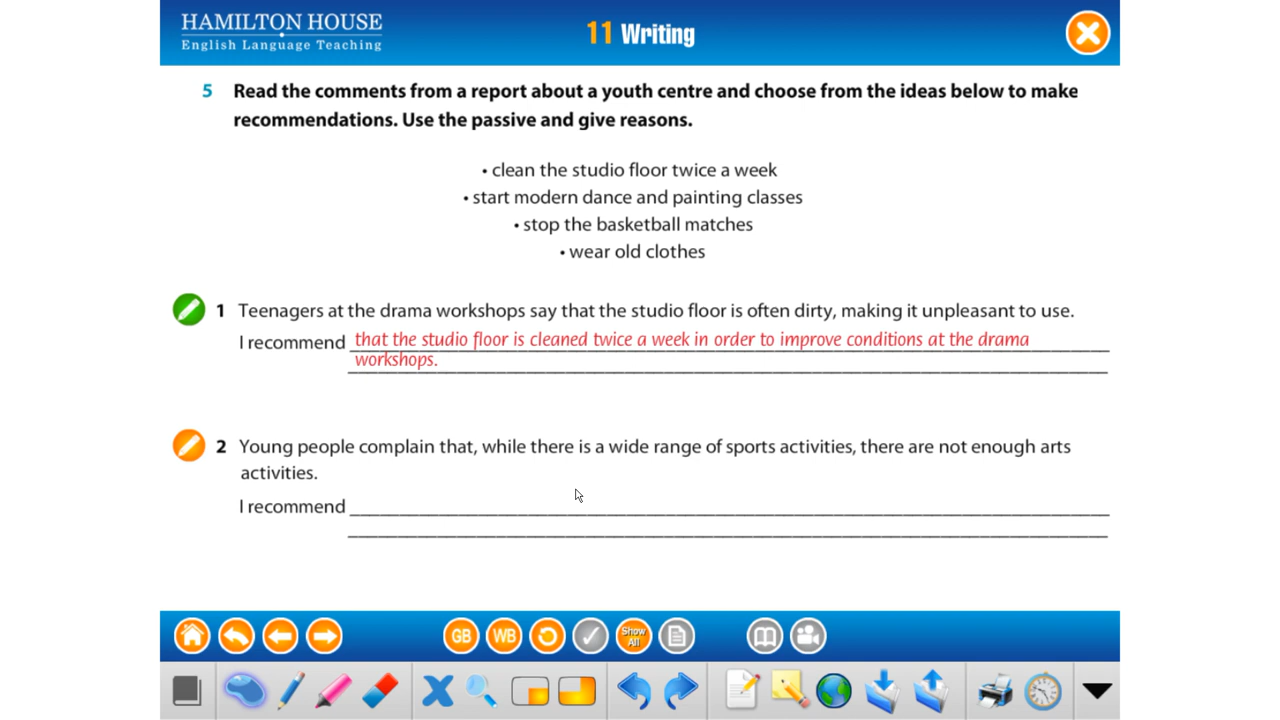 HAMILTON HOUSE
English Language Teaching
11 Writing
5 Read the comments from a report about a youth centre and choose from the ideas below to make
recommendations. Use the passive and give reasons.
• clean the studio floor twice a week
• start modern dance and painting classes
• stop the basketball matches
• wear old clothes
1 Teenagers at the drama workshops say that the studio floor is often dirty, making it unpleasant to use.
I recommend that the studio floor is cleaned twice a week in order to improve conditions at the drama
workshops.
2 Young people complain that, while there is a wide range of sports activities, there are not enough arts
activities.
I recommend
GB WB Show
All